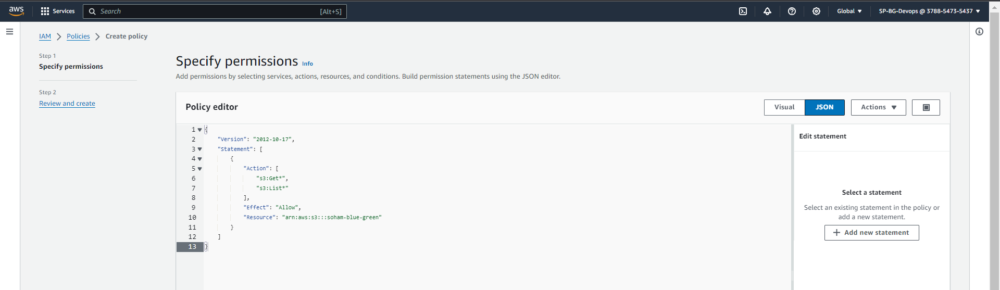 aws Services Search [Alt+S] Global SP-BG-Devops @ 3788-5473-5437
IAM Policies Create policy
Step 1
Specify permissions
Step 2
Review and create
Specify permissions Info
Add permissions by selecting services, actions, resources, and conditions. Build permission statements using the JSON editor.
Policy editor Visual JSON Actions
1 {
2 "Version": "2012-10-17",
3 "Statement": [
4 {
5 "Action": [
6 "s3:Get*",
7 "s3:List*"
8 ],
9 "Effect": "Allow",
10 "Resource": "arn:aws:s3:::soham-blue-green"
11 }
12 ]
13 }
Edit statement
Select a statement
Select an existing statement in the policy or
add a new statement.
+ Add new statement